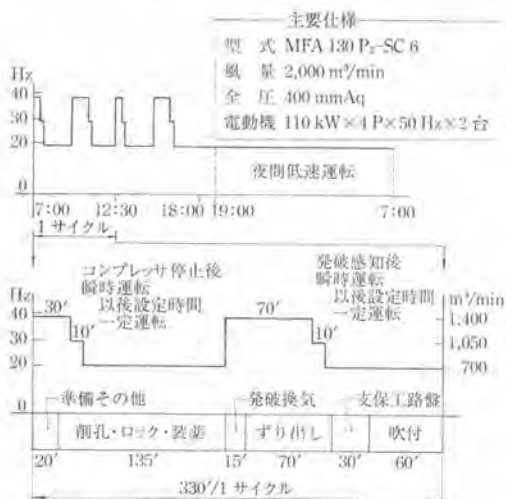 主要仕様
型 式 MFA 130 P₂-SC 6
風 量 2,000 m³/min
全 圧 400 mmAq
電動機 110 kW×4 P×50 Hz×2 台
Hz
40
30
20
0
夜間低速運転
7:00 12:30 18:00 19:00 7:00
1 サイクル
コンプレッサ停止後
瞬時運転
以後設定時間
一定運転
発破感知後
瞬時運転
以後設定時間
一定運転
Hz
40
30
20
0
30′
10′
70′
10′
m³/min
1,400
1,050
700
準備その他
発破換気
支保工路盤
削孔・ロック・装薬
ずり出し
吹付
20′ 135′ 15′ 70′ 30′ 60′
330′/1 サイクル